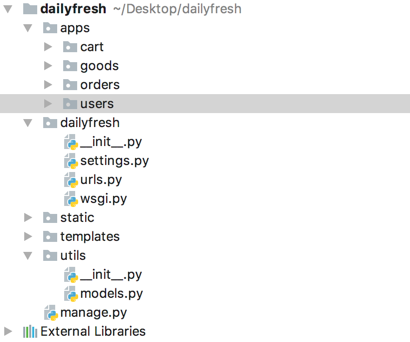 dailyfresh ~/Desktop/dailyfresh
apps
cart
goods
orders
users
dailyfresh
__init__.py
settings.py
urls.py
wsgi.py
static
templates
utils
__init__.py
models.py
manage.py
External Libraries